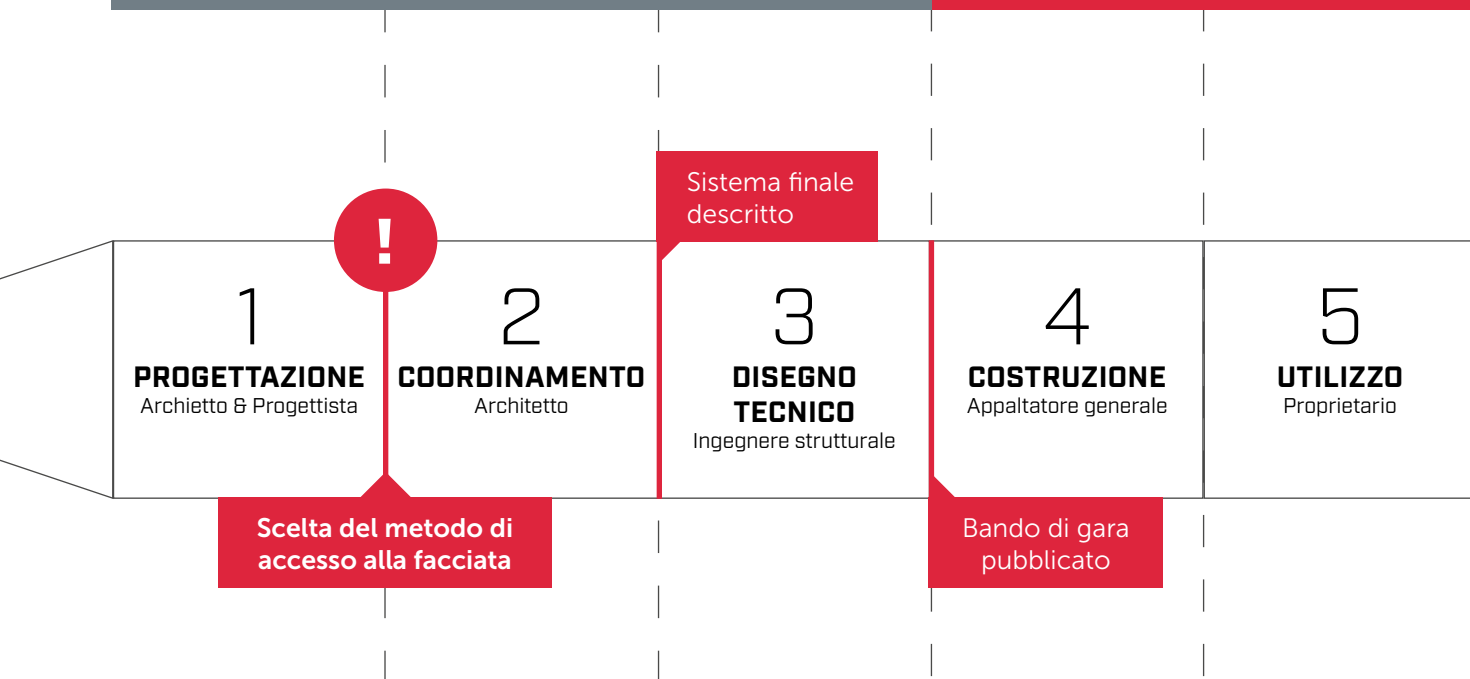 Sistema finale
descritto
!
1
PROGETTAZIONE
Archietto & Progettista
2
COORDINAMENTO
Architetto
3
DISEGNO
TECNICO
Ingegnere strutturale
4
COSTRUZIONE
Appaltatore generale
5
UTILIZZO
Proprietario
Scelta del metodo di
accesso alla facciata
Bando di gara
pubblicato